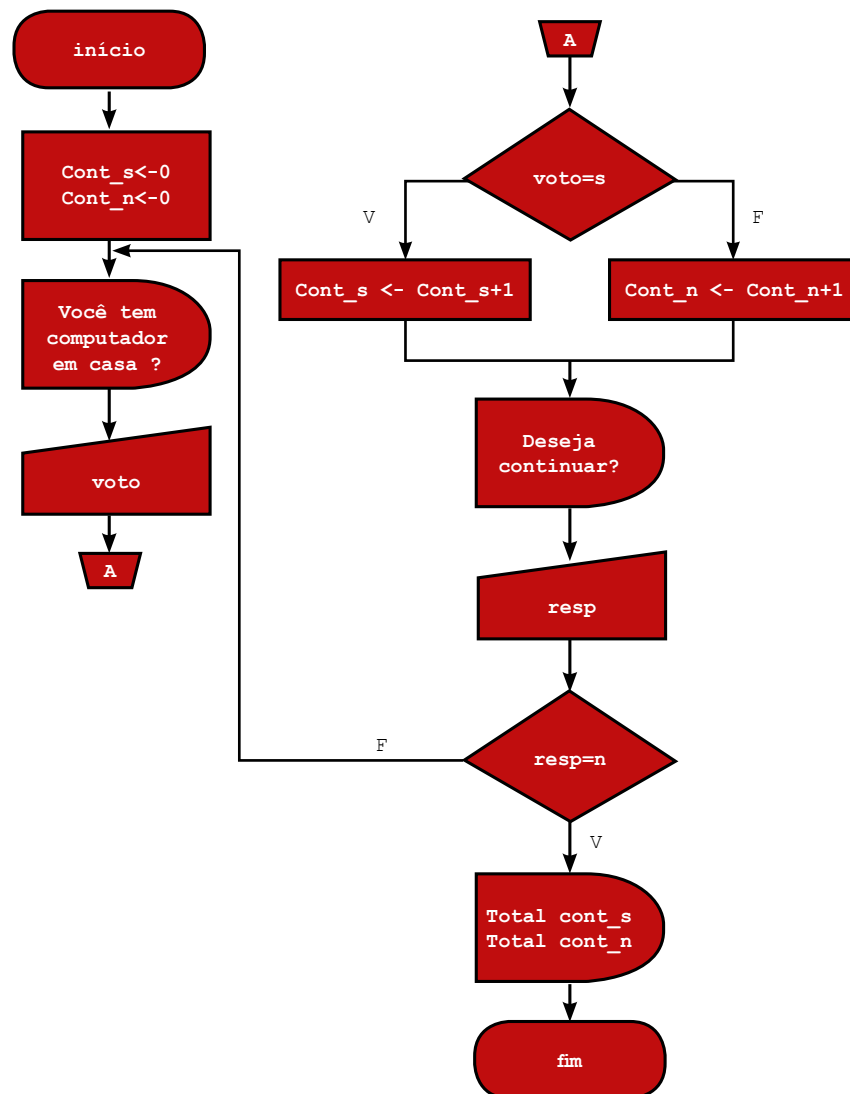 início
Cont_s<-0
Cont_n<-0
Você tem
computador
em casa ?
voto
A
A
voto=s
V
F
Cont_s <- Cont_s+1
Cont_n <- Cont_n+1
Deseja
continuar?
resp
resp=n
F
V
Total cont_s
Total cont_n
fim